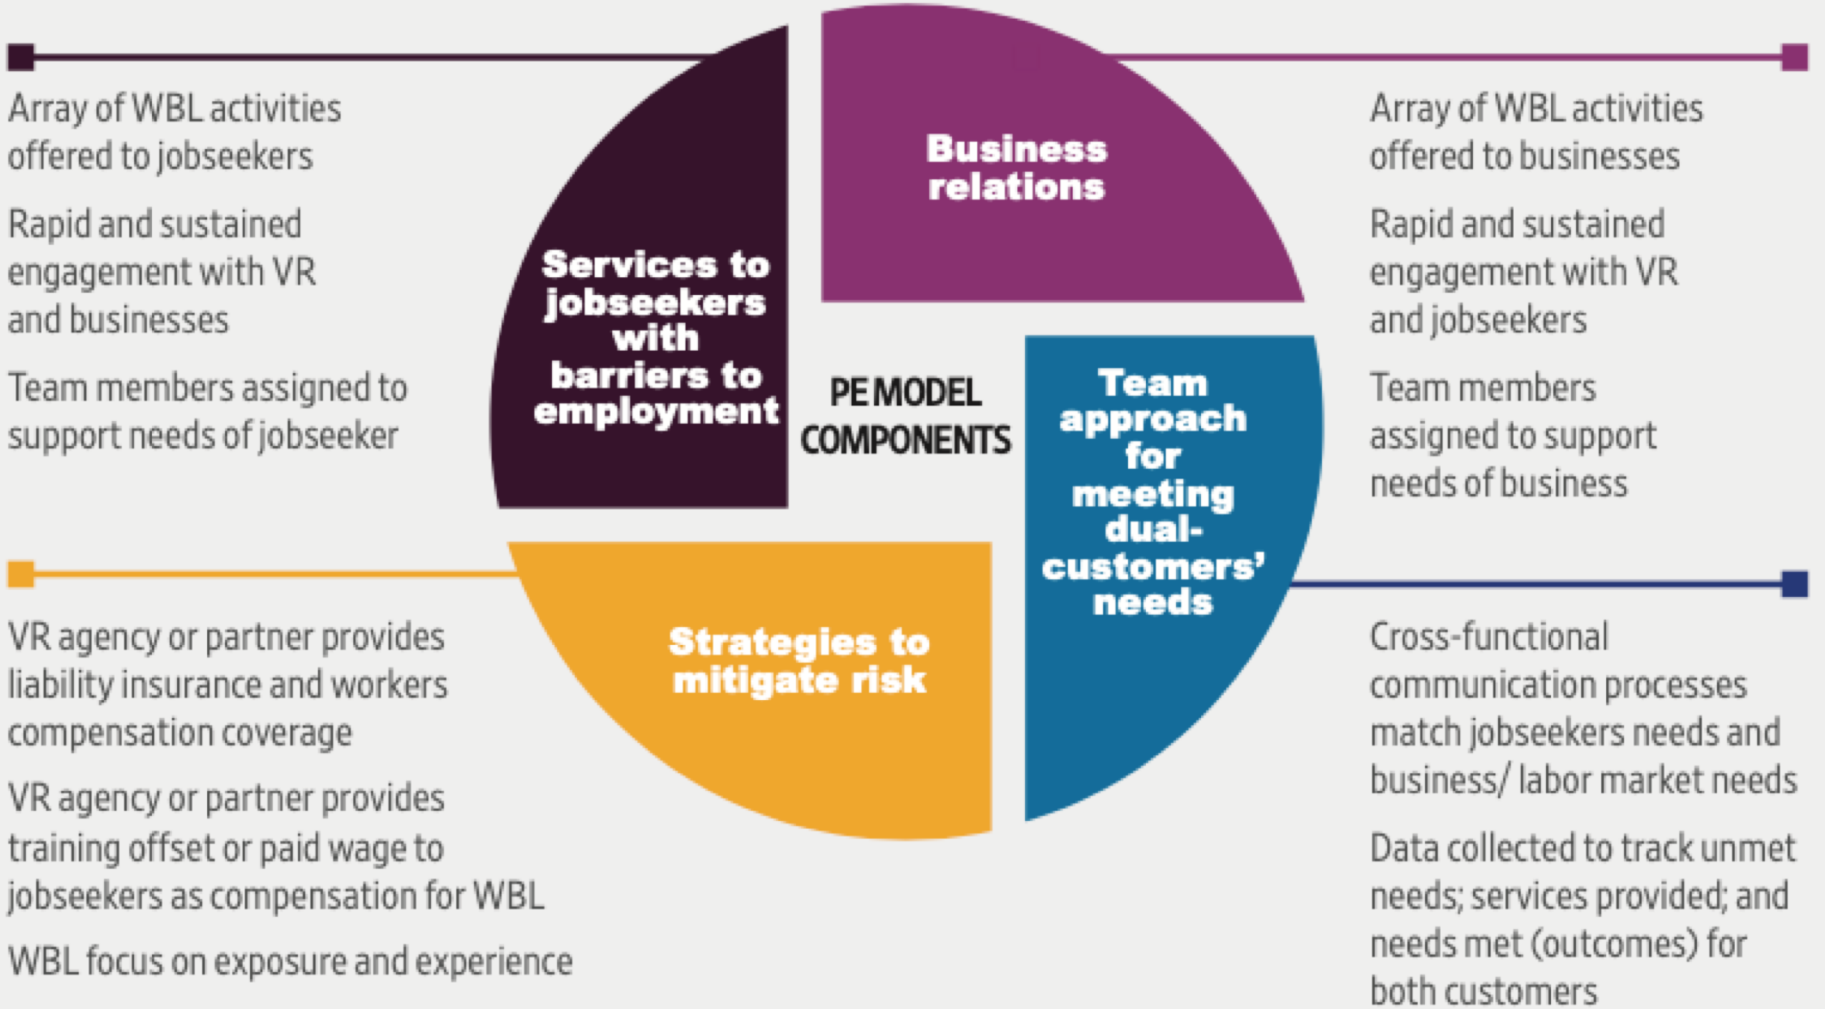 Array of WBL activities
offered to jobseekers
Rapid and sustained
engagement with VR
and businesses
Team members assigned to
support needs of jobseeker
Services to
jobseekers
with
barriers to
employment
Business
relations
Array of WBL activities
offered to businesses
Rapid and sustained
engagement with VR
and jobseekers
Team members
assigned to support
needs of business
PE MODEL
COMPONENTS
Team
approach
for
meeting
dual-
customers’
needs
Strategies to
mitigate risk
VR agency or partner provides
liability insurance and workers
compensation coverage
VR agency or partner provides
training offset or paid wage to
jobseekers as compensation for WBL
WBL focus on exposure and experience
Cross-functional
communication processes
match jobseekers needs and
business/ labor market needs
Data collected to track unmet
needs; services provided; and
needs met (outcomes) for
both customers